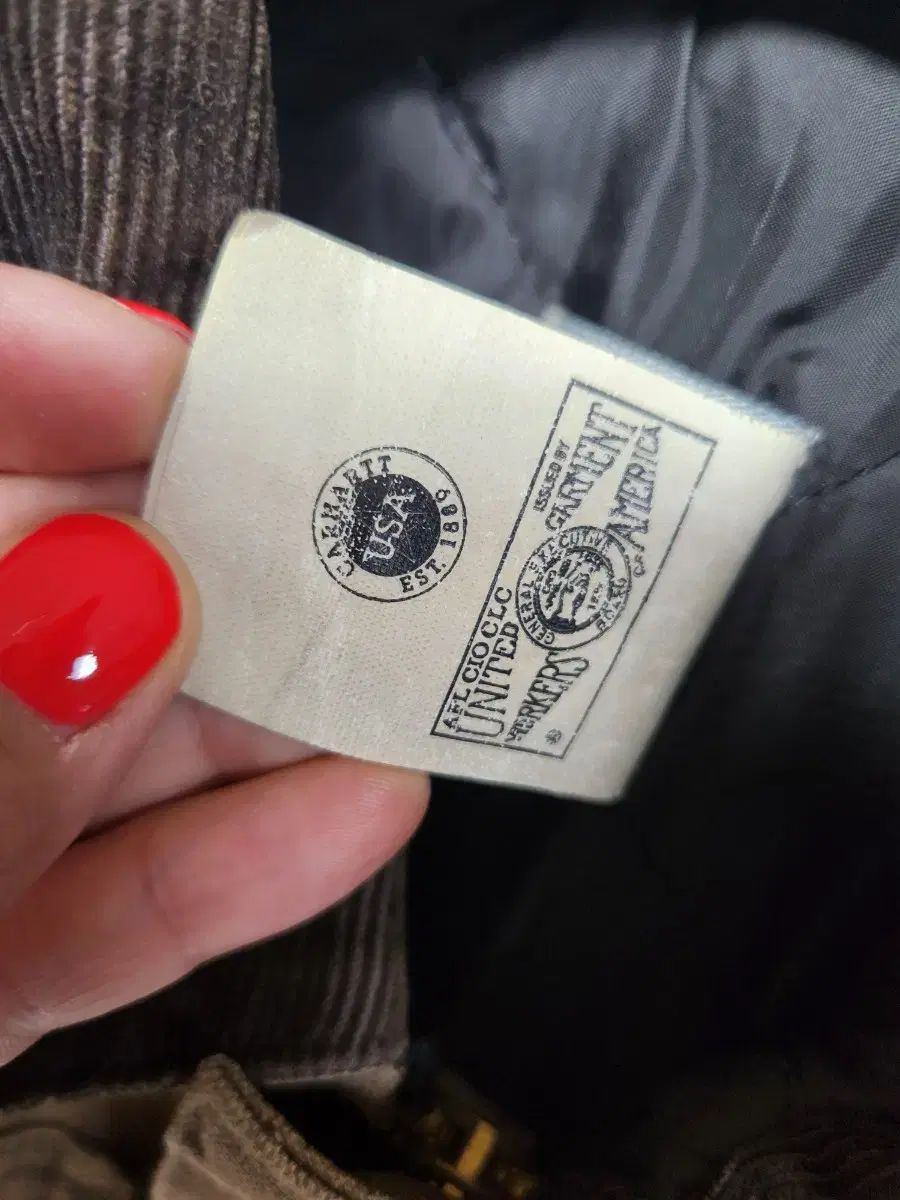 CARHARTT
USA
EST. 1889
AFL CIO CLC
UNITED
WORKERS
ISSUED BY
GARMENT
OF AMERICA
GENERAL EXECUTIVE
BOARD
®